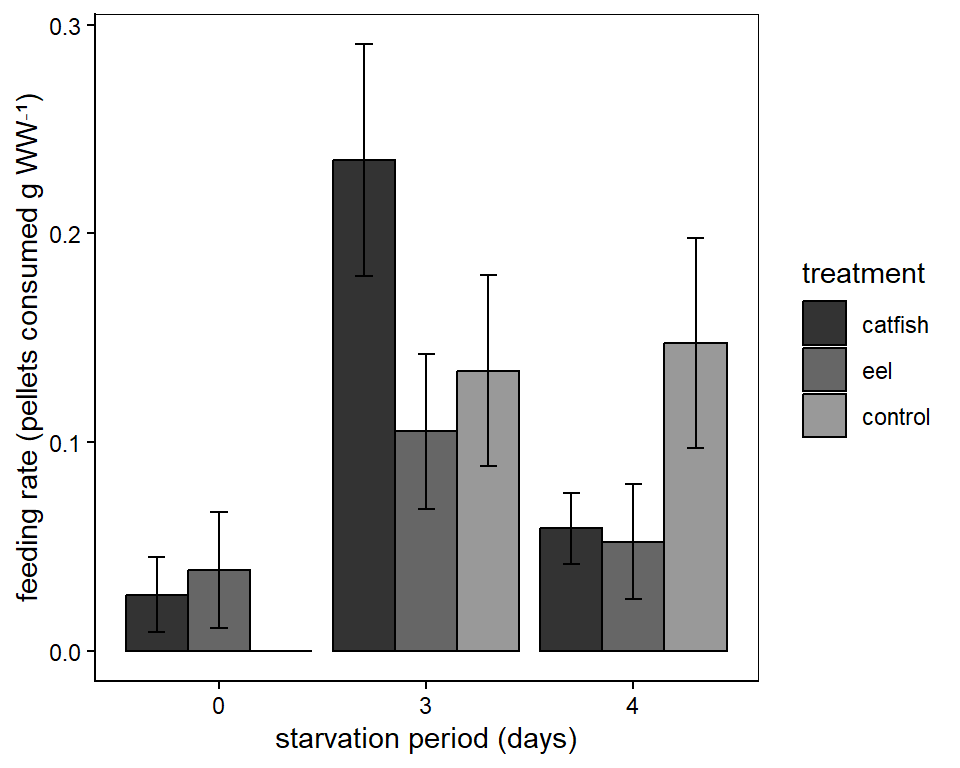 0.3
0.2
0.1
0.0
feeding rate (pellets consumed g WW⁻¹)
0
3
4
starvation period (days)
treatment
catfish
eel
control